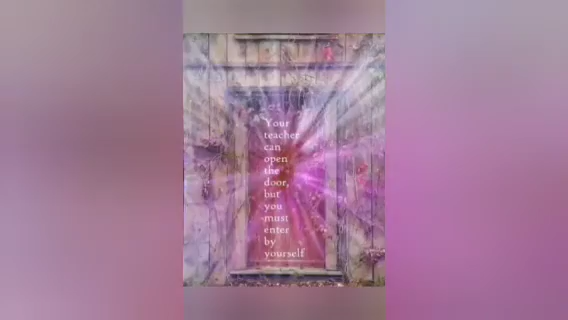 Your
teacher
can
open
the
door,
but
you
must
enter
by
yourself